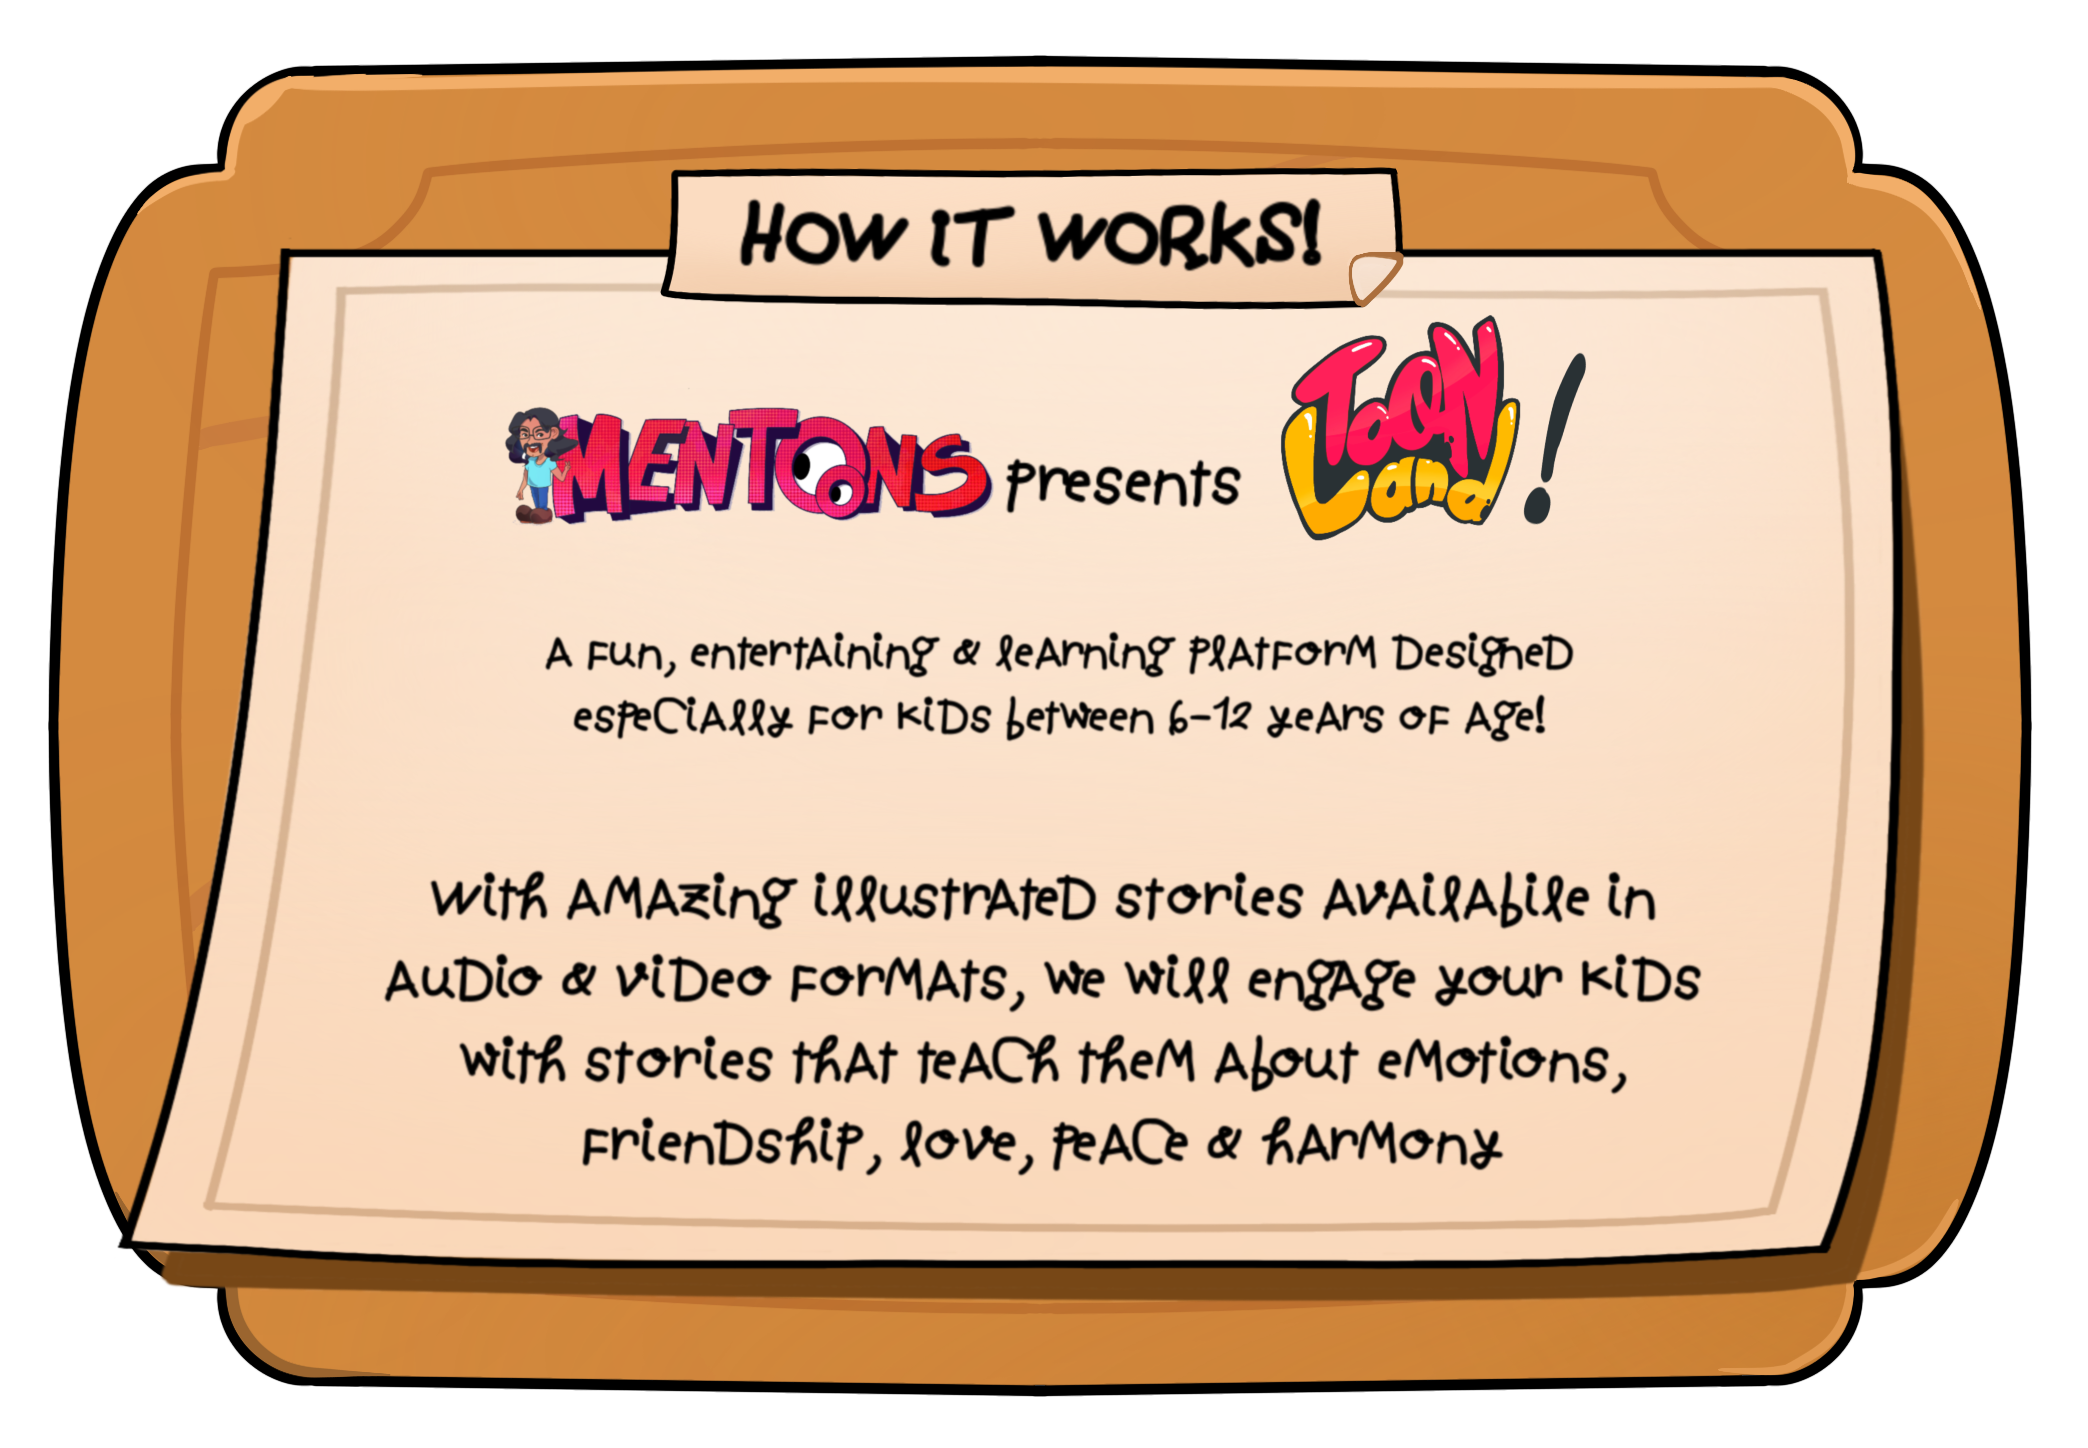 HOW IT WORKS!
MENTOONS presents TOON Land!
A fun, entertaining & learning platform designed
especially for kids between 6-12 years of age!
With amazing illustrated stories availabile in
audio & video formats, we will engage your kids
with stories that teach them about emotions,
friendship, love, peace & harmony